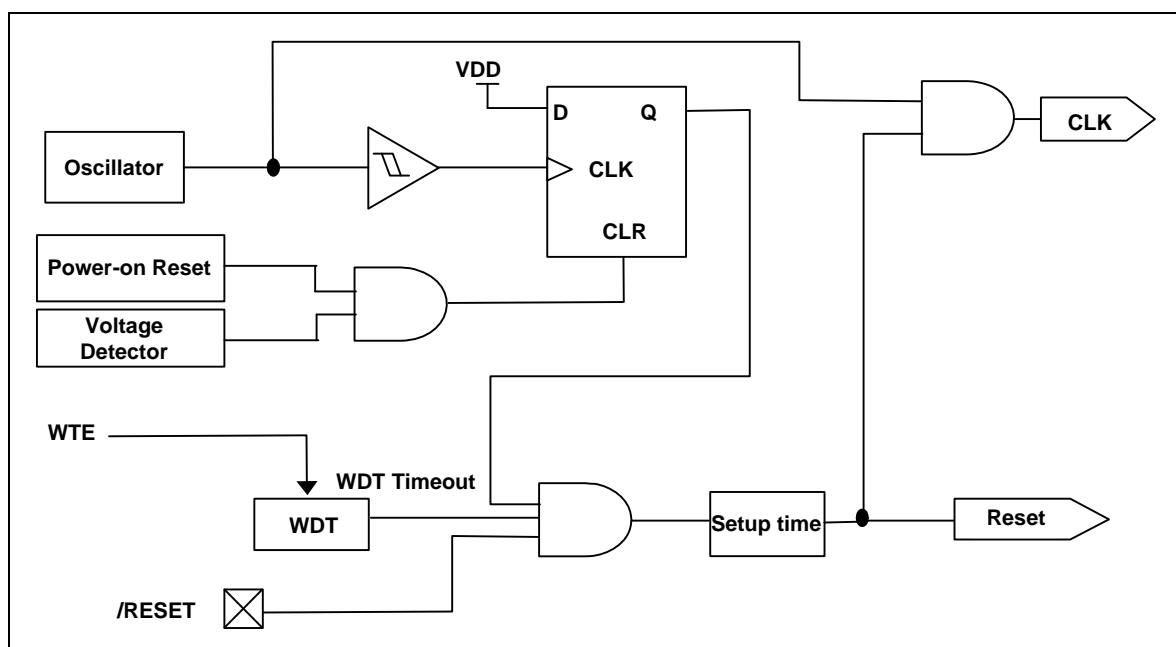 VDD
D
Q
CLK
Oscillator
CLK
CLR
Power-on Reset
Voltage
Detector
WTE
WDT Timeout
WDT
Setup time
Reset
/RESET